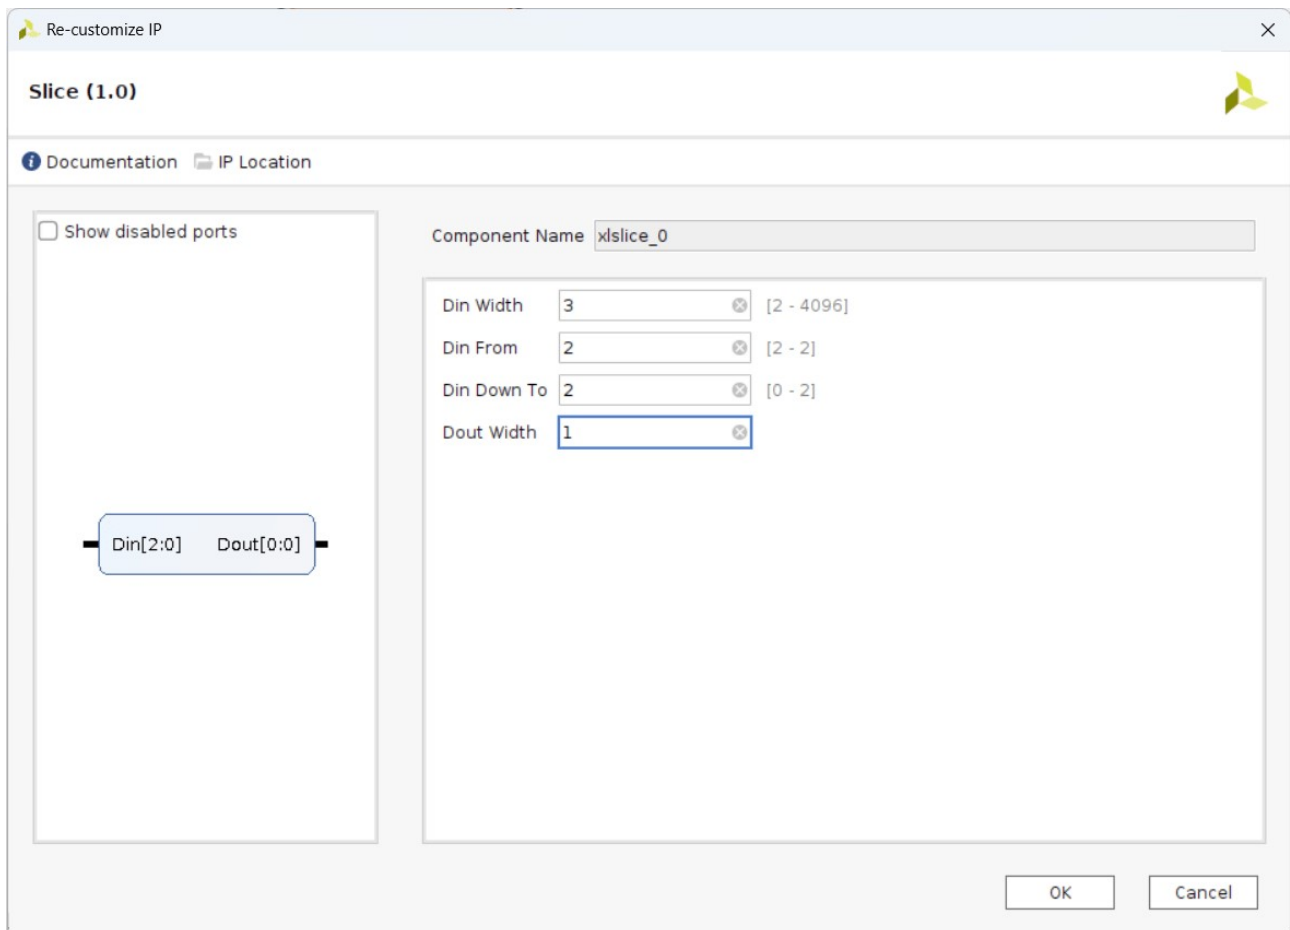 Re-customize IP
Slice (1.0)
Documentation IP Location
Show disabled ports
Din[2:0] Dout[0:0]
Component Name xlslice_0
Din Width 3 [2 - 4096]
Din From 2 [2 - 2]
Din Down To 2 [0 - 2]
Dout Width 1
OK Cancel